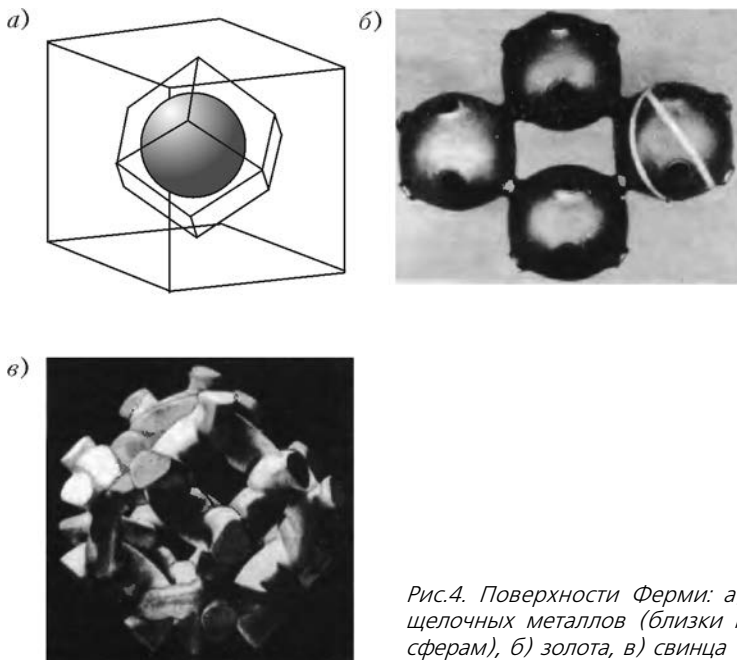 а)
б)
в)
Рис.4. Поверхности Ферми: а
щелочных металлов (близки
сферам), б) золота, в) свинца